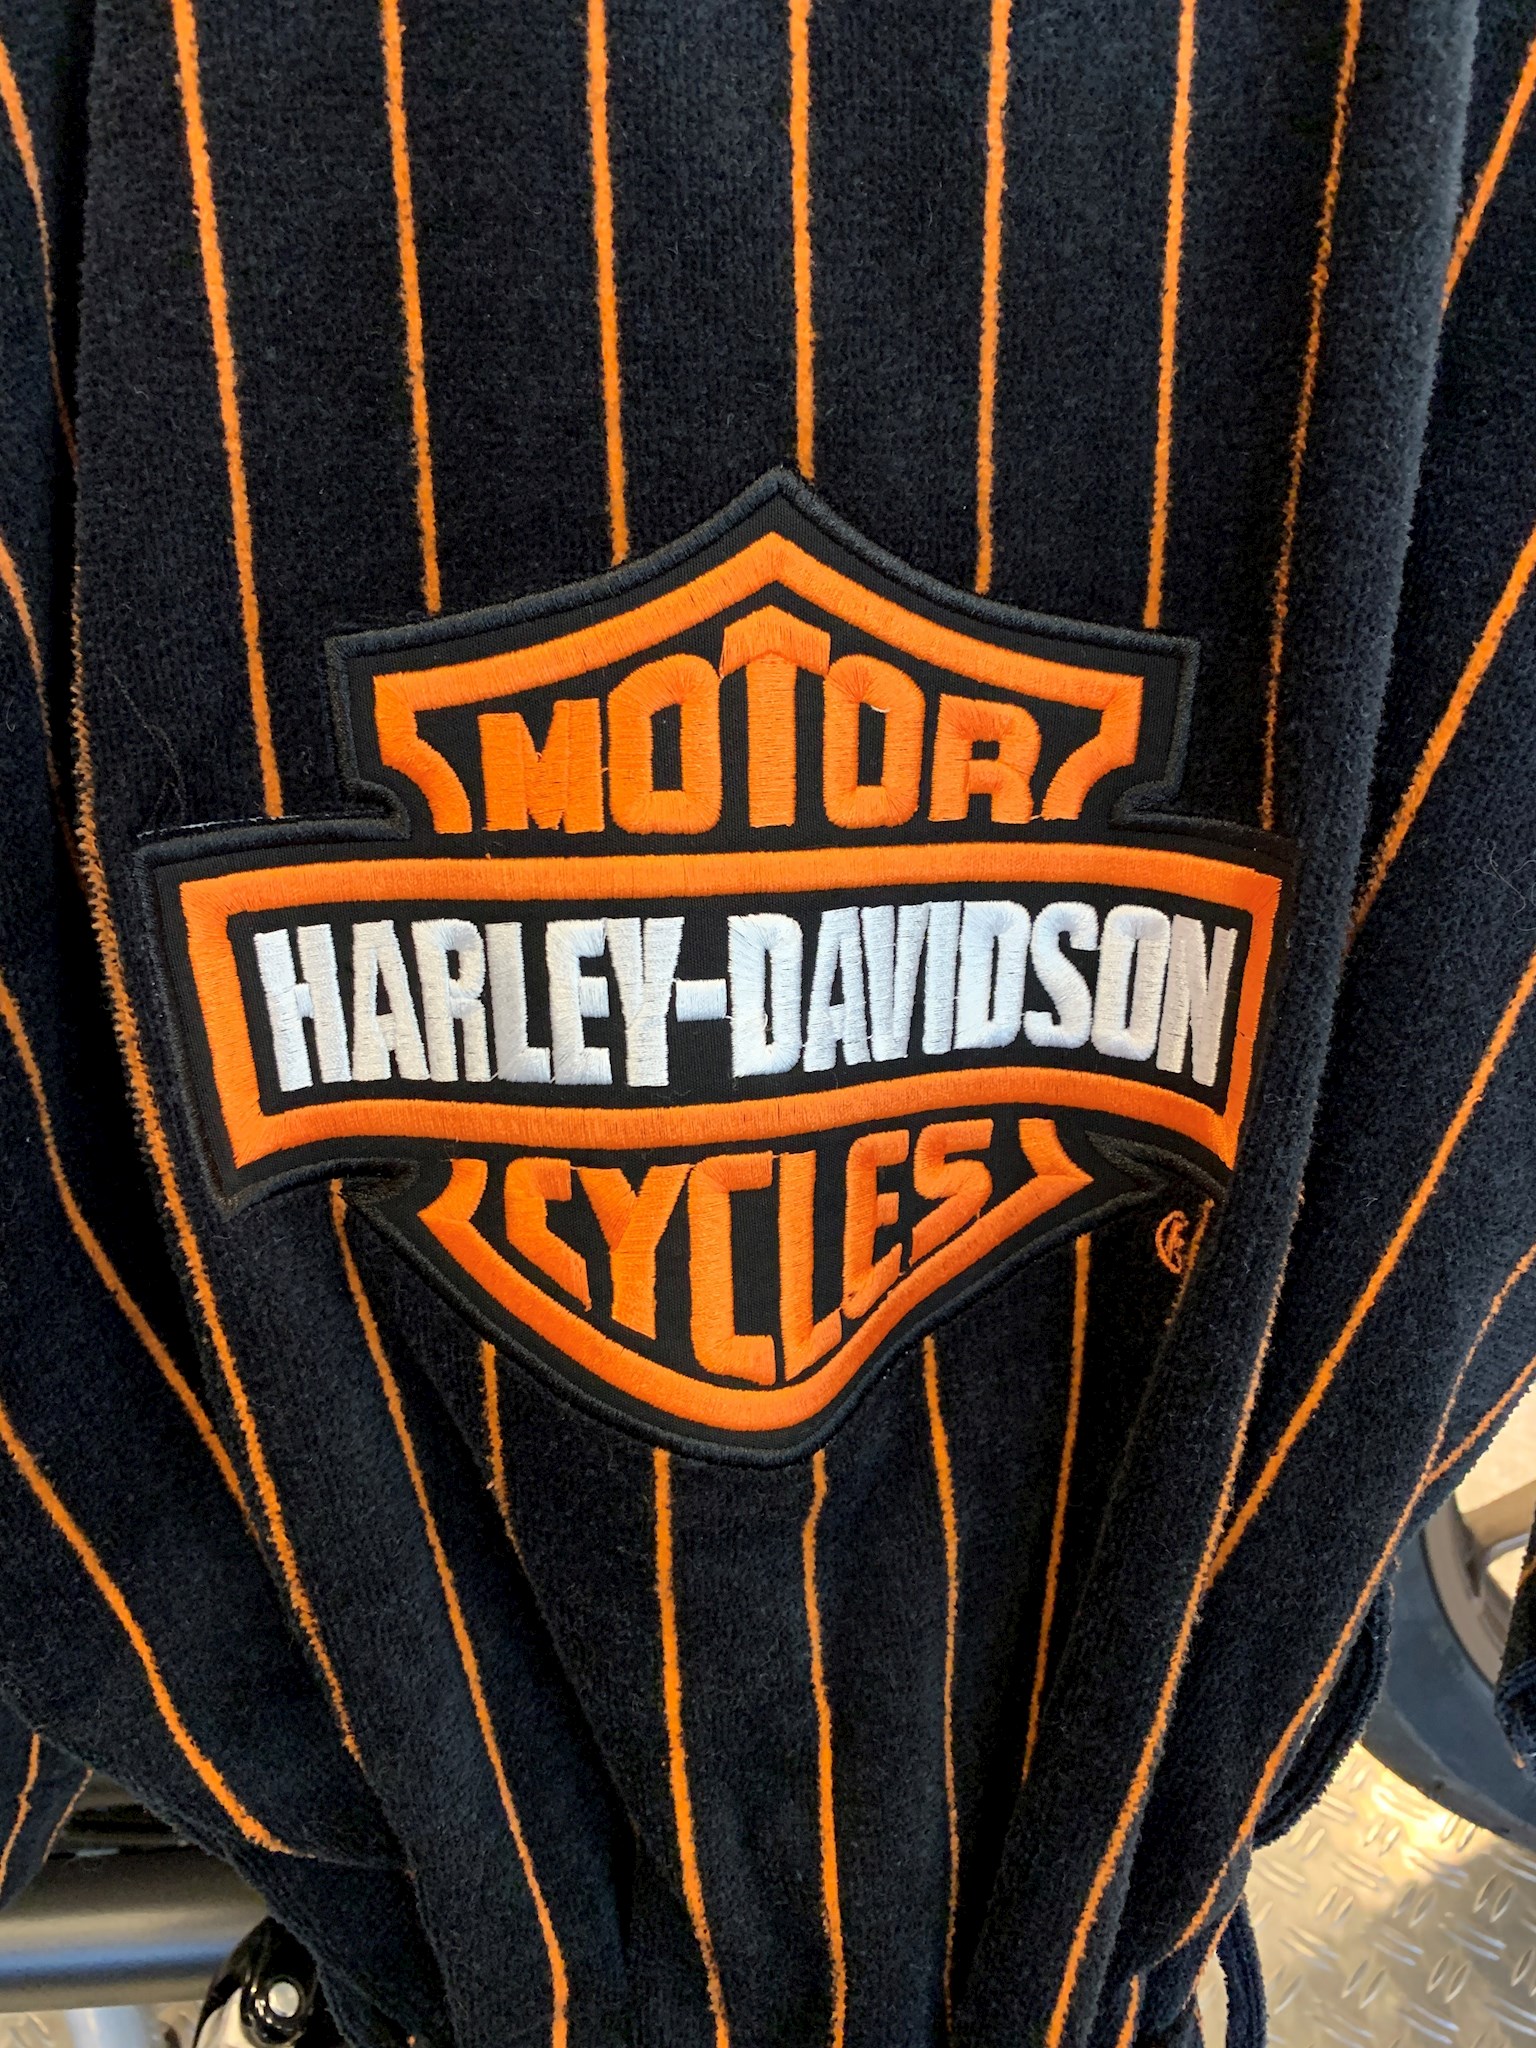 MOTOR
HARLEY-DAVIDSON
CYCLES
®